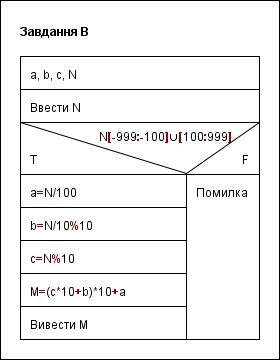 Завдання B
a, b, c, N
Ввести N
N[-999:-100]∪[100:999]
T F
a=N/100 Помилка
b=N/10%10
c=N%10
M=(c*10+b)*10+a
Вивести M